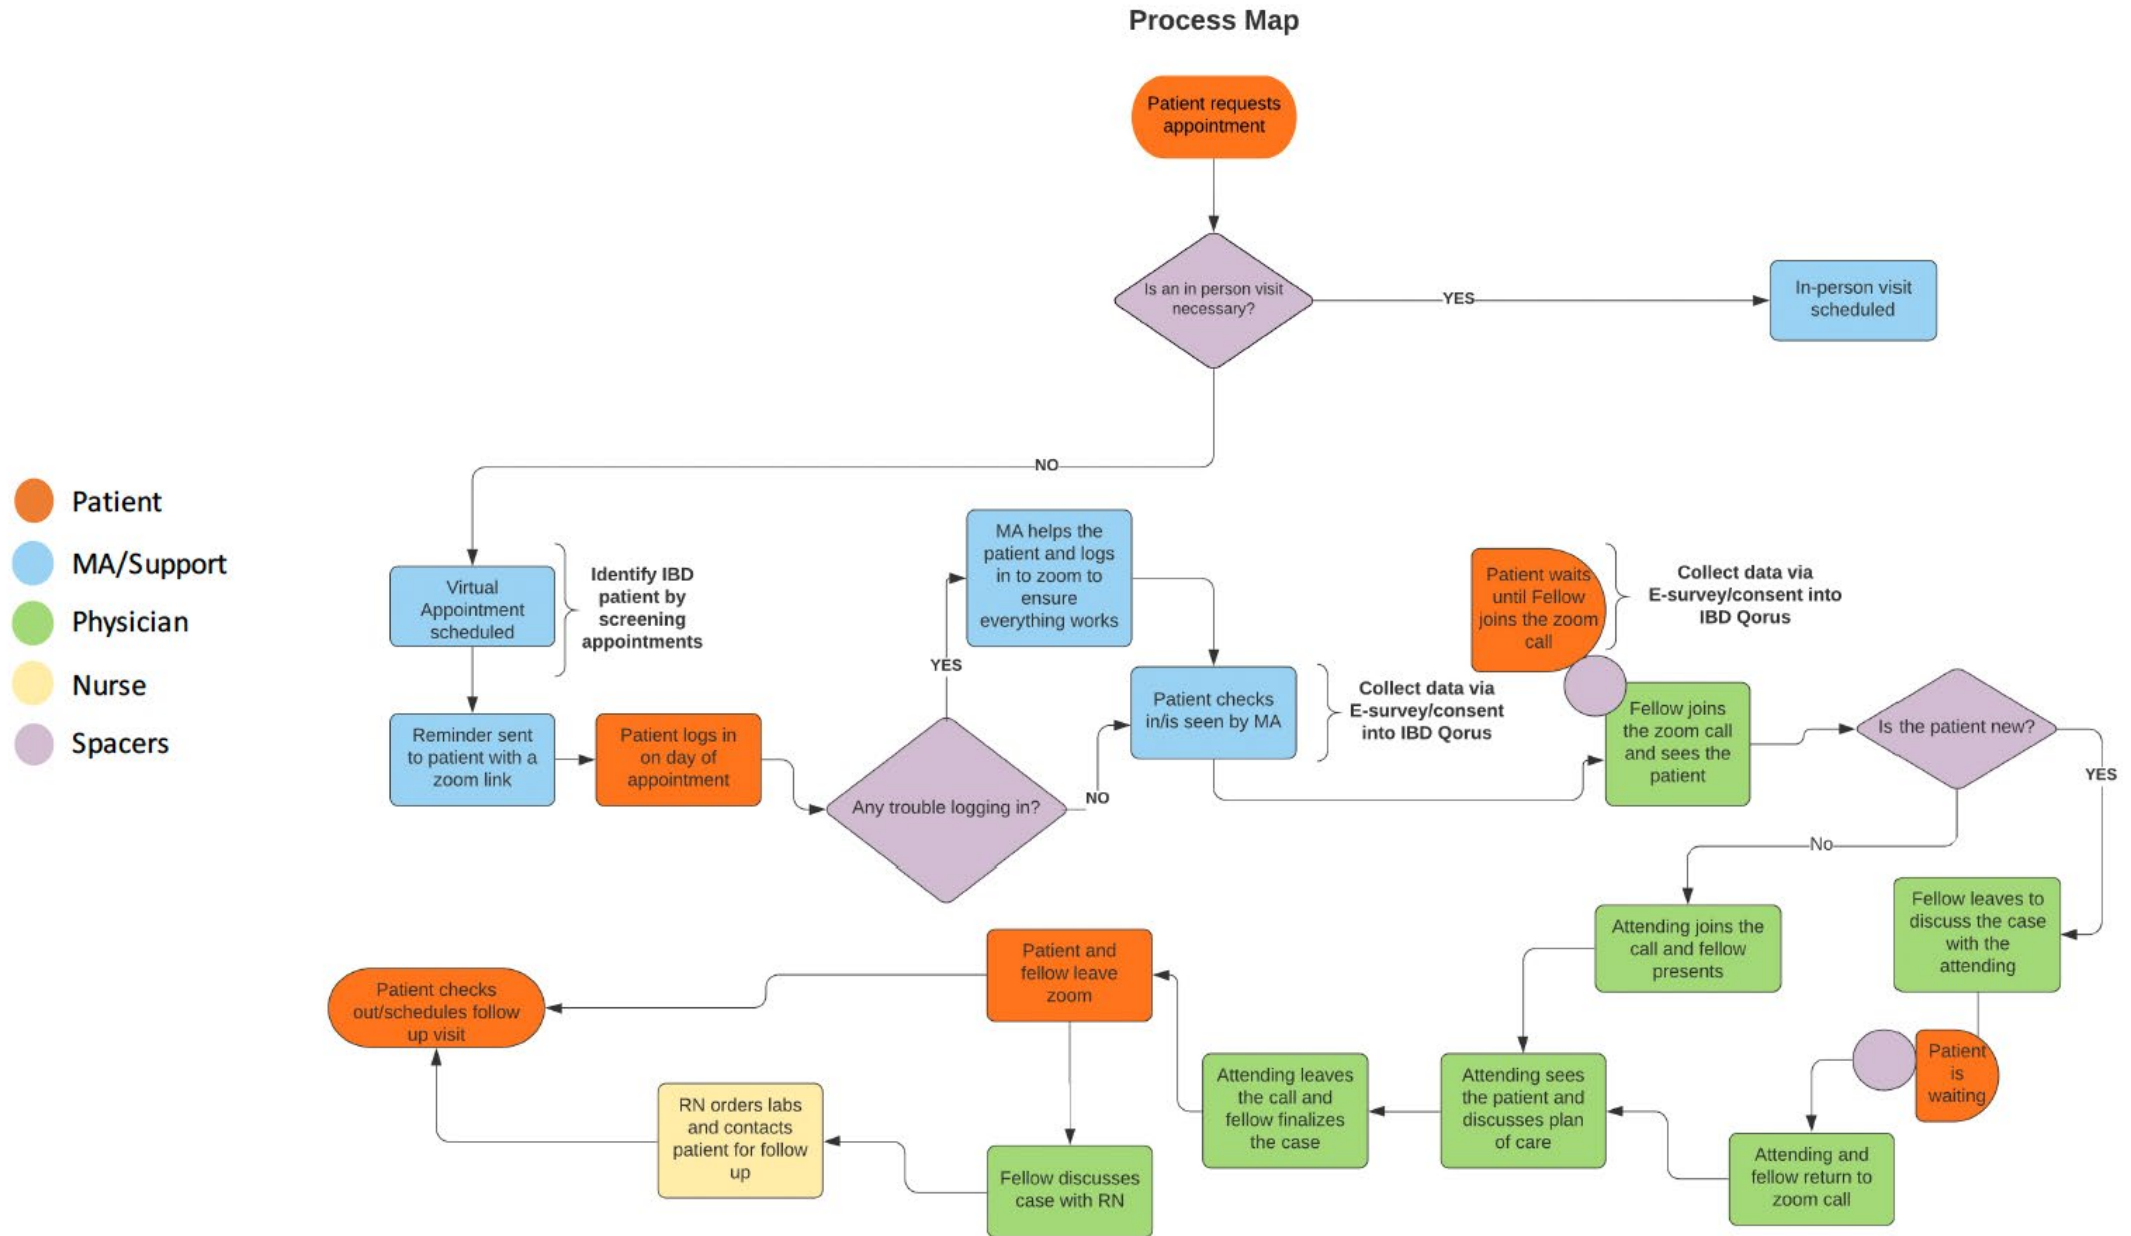 Process Map
Patient requests
appointment
Is an in person visit
necessary?
YES
In-person visit
scheduled
NO
Patient
MA/Support
Physician
Nurse
Spacers
Virtual
Appointment
scheduled
Identify IBD
patient by
screening
appointments
Reminder sent
to patient with a
zoom link
Patient logs in
on day of
appointment
Any trouble logging in?
YES
MA helps the
patient and logs
in to zoom to
ensure
everything works
NO
Patient checks
in/is seen by MA
Collect data via
E-survey/consent
into IBD Qorus
Patient waits
until Fellow
joins the zoom
call
Collect data via
E-survey/consent into
IBD Qorus
Fellow joins
the zoom call
and sees the
patient
Is the patient new?
YES
No
Fellow leaves to
discuss the case
with the
attending
Attending joins the
call and fellow
presents
Patient
is
waiting
Attending and
fellow return to
zoom call
Attending sees
the patient and
discusses plan
of care
Attending leaves
the call and
fellow finalizes
the case
Patient and
fellow leave
zoom
Fellow discusses
case with RN
RN orders labs
and contacts
patient for follow
up
Patient checks
out/schedules follow
up visit